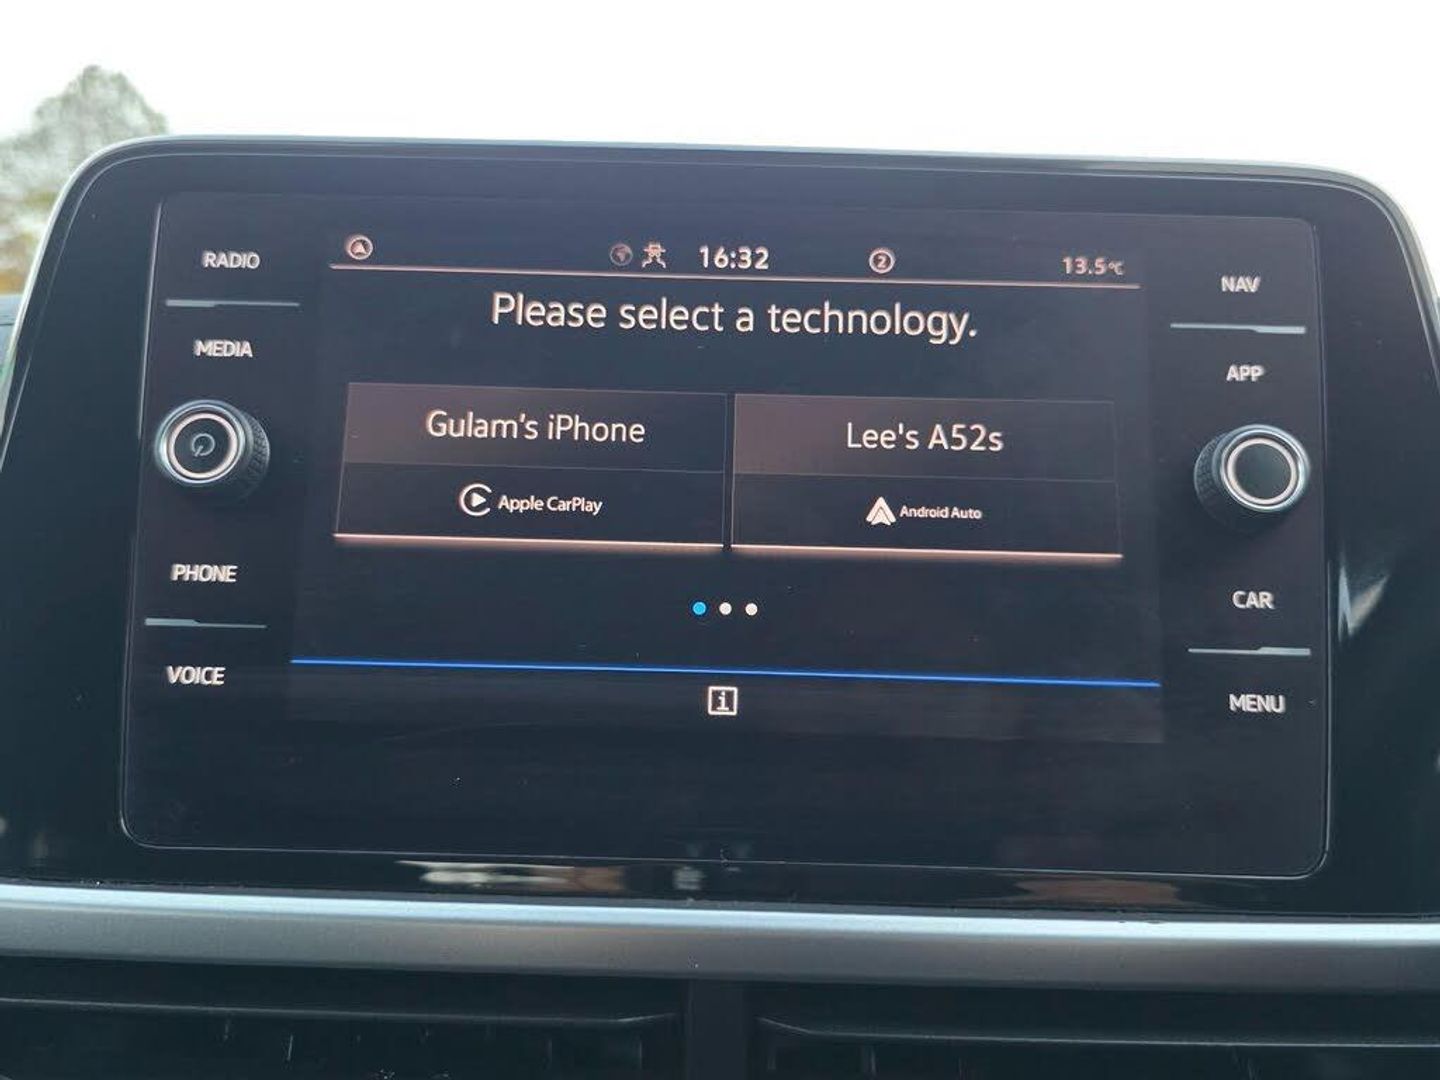 RADIO
MEDIA
PHONE
VOICE
16:32
2
13.5°C
Please select a technology.
Gulam's iPhone
Apple CarPlay
Lee's A52s
Android Auto
i
NAV
APP
CAR
MENU